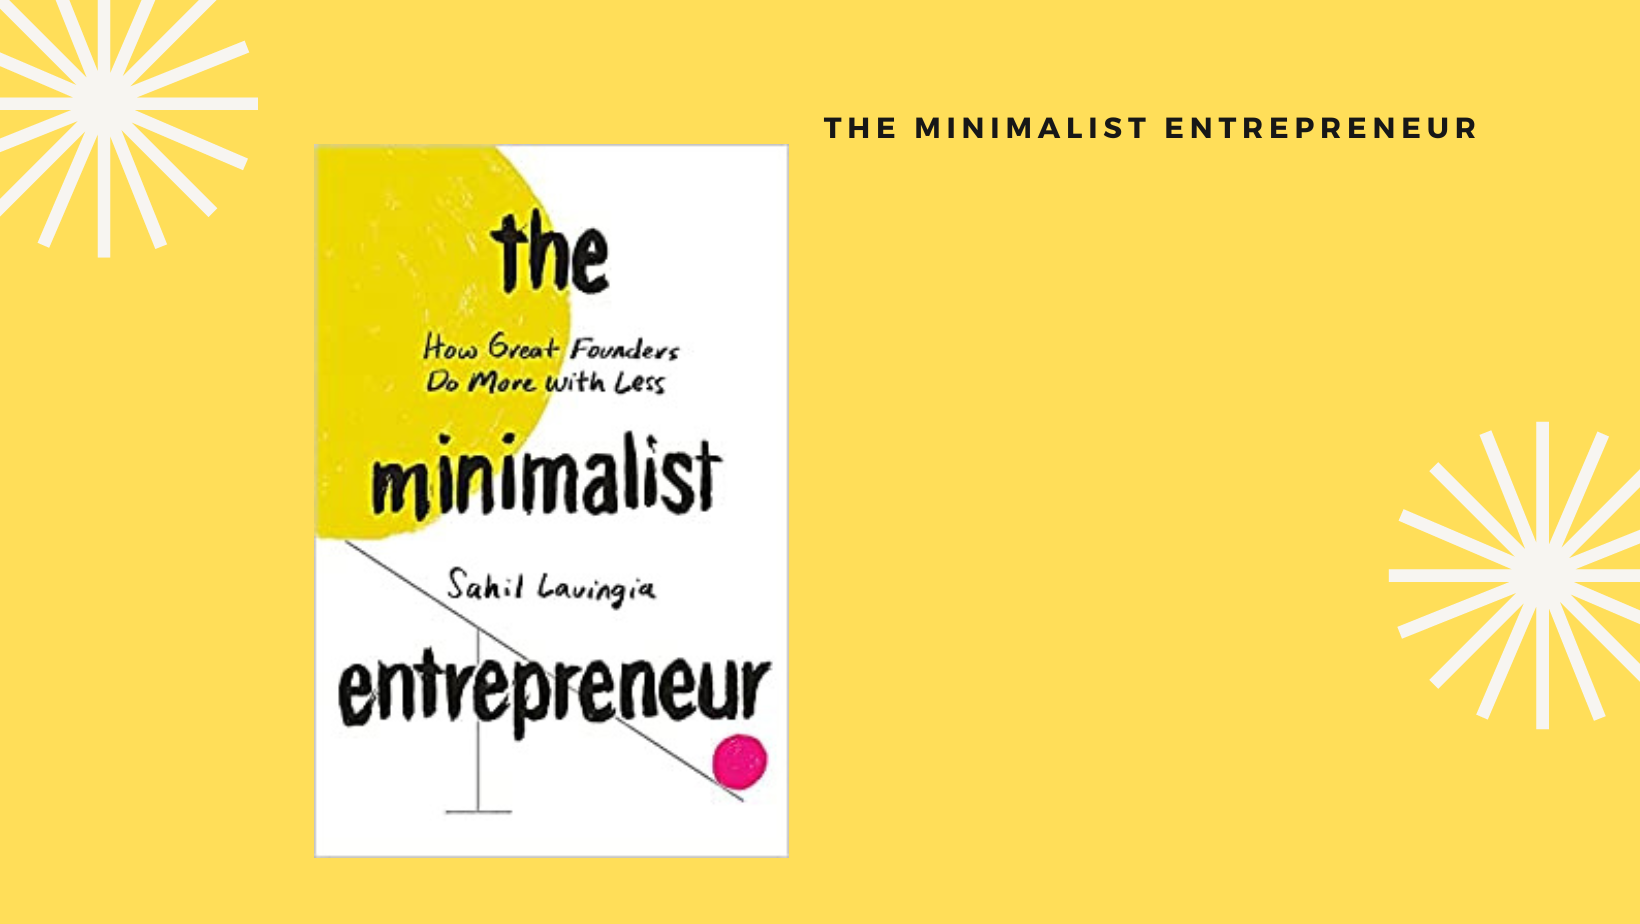 THE MINIMALIST ENTREPRENEUR
the
How Great Founders
Do More with Less
minimalist
Sahil Lavingia
entrepreneur